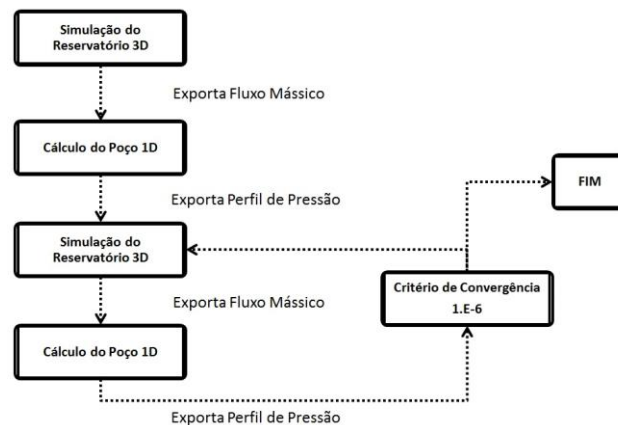 Simulação do
Reservatório 3D
Exporta Fluxo Mássico
Cálculo do Poço 1D
Exporta Perfil de Pressão
FIM
Simulação do
Reservatório 3D
Critério de Convergência
1.E-6
Exporta Fluxo Mássico
Cálculo do Poço 1D
Exporta Perfil de Pressão